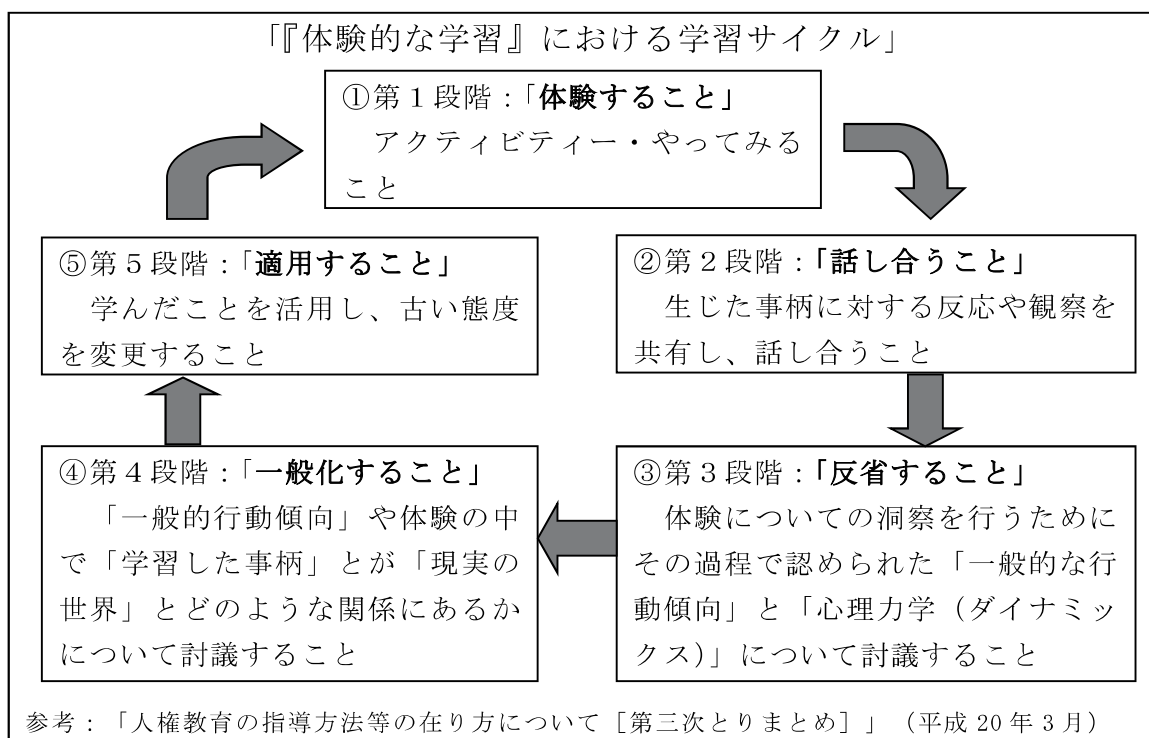 「『体験的な学習』における学習サイクル」
①第１段階：「体験すること」
アクティビティー・やってみる
こと
②第２段階：「話し合うこと」
生じた事柄に対する反応や観察を
共有し、話し合うこと
③第３段階：「反省すること」
体験についての洞察を行うために
その過程で認められた「一般的な行
動傾向」と「心理力学（ダイナミッ
クス）」について討議すること
④第４段階：「一般化すること」
「一般的行動傾向」や体験の中
で「学習した事柄」とが「現実の
世界」とどのような関係にあるか
について討議すること
⑤第５段階：「適用すること」
学んだことを活用し、古い態度
を変更すること
参考：「人権教育の指導方法等の在り方について［第三次とりまとめ］」（平成 20 年３月）